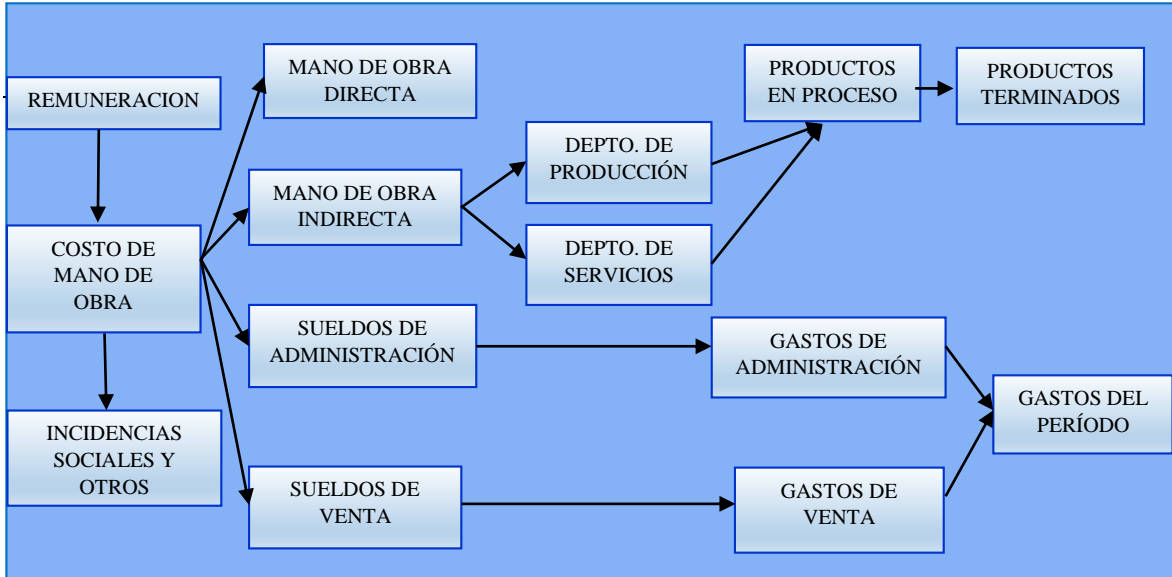 REMUNERACION
COSTO DE
MANO DE
OBRA
INCIDENCIAS
SOCIALES Y
OTROS
MANO DE OBRA
DIRECTA
MANO DE OBRA
INDIRECTA
SUELDOS DE
ADMINISTRACIÓN
SUELDOS DE
VENTA
DEPTO. DE
PRODUCCIÓN
DEPTO. DE
SERVICIOS
PRODUCTOS
EN PROCESO
PRODUCTOS
TERMINADOS
GASTOS DE
ADMINISTRACIÓN
GASTOS DE
VENTA
GASTOS DEL
PERÍODO